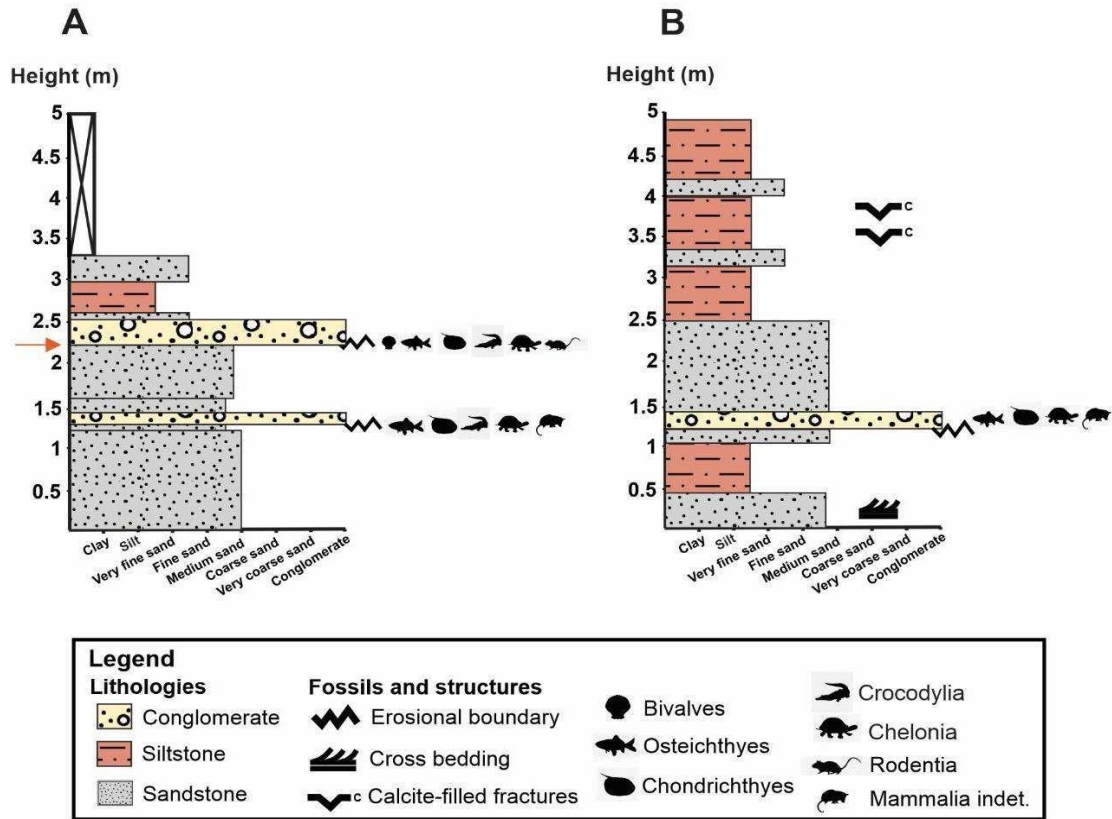 A
Height (m)
5
4.5
4
3.5
3
2.5
2
1.5
1
0.5
Clay
Silt
Very fine sand
Fine sand
Medium sand
Coarse sand
Very coarse sand
Conglomerate
B
Height (m)
5
4.5
4
3.5
3
2.5
2
1.5
1
0.5
c
c
Clay
Silt
Very fine sand
Fine sand
Medium sand
Coarse sand
Very coarse sand
Conglomerate
Legend
Lithologies
Conglomerate
Siltstone
Sandstone
Fossils and structures
Erosional boundary
Cross bedding
c Calcite-filled fractures
Bivalves
Osteichthyes
Chondrichthyes
Crocodylia
Chelonia
Rodentia
Mammalia indet.